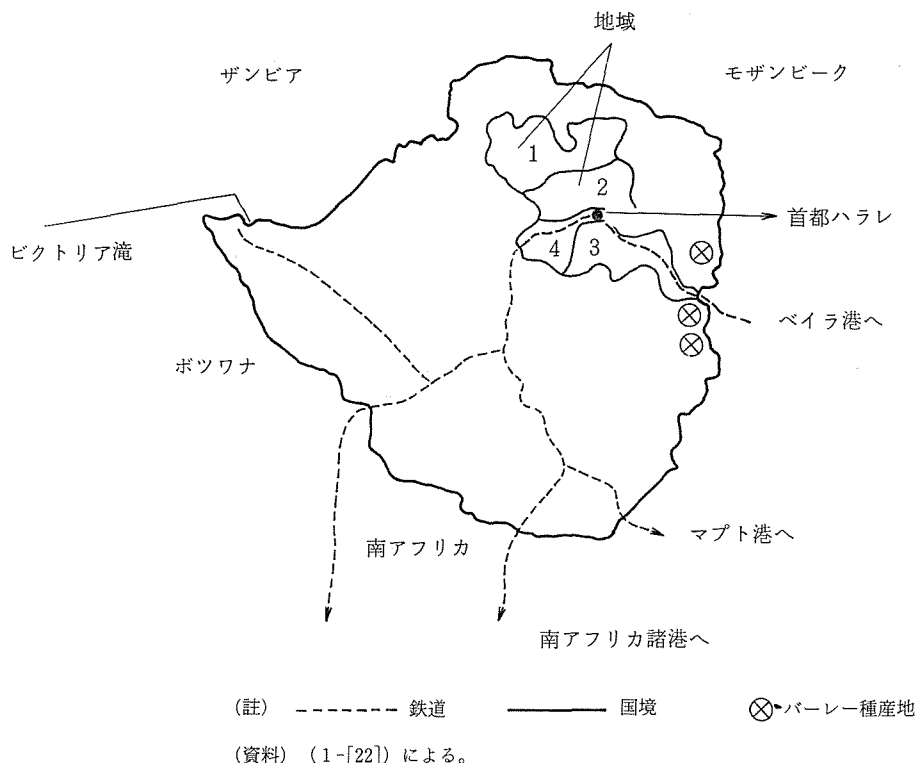 地域
ザンビア
モザンビーク
1
2
首都ハラレ
ビクトリア滝
4
3
ベイラ港へ
ボツワナ
マプト港へ
南アフリカ
南アフリカ諸港へ
(註) 鉄道 国境 バーレー種産地
(資料) (1-[22]) による。